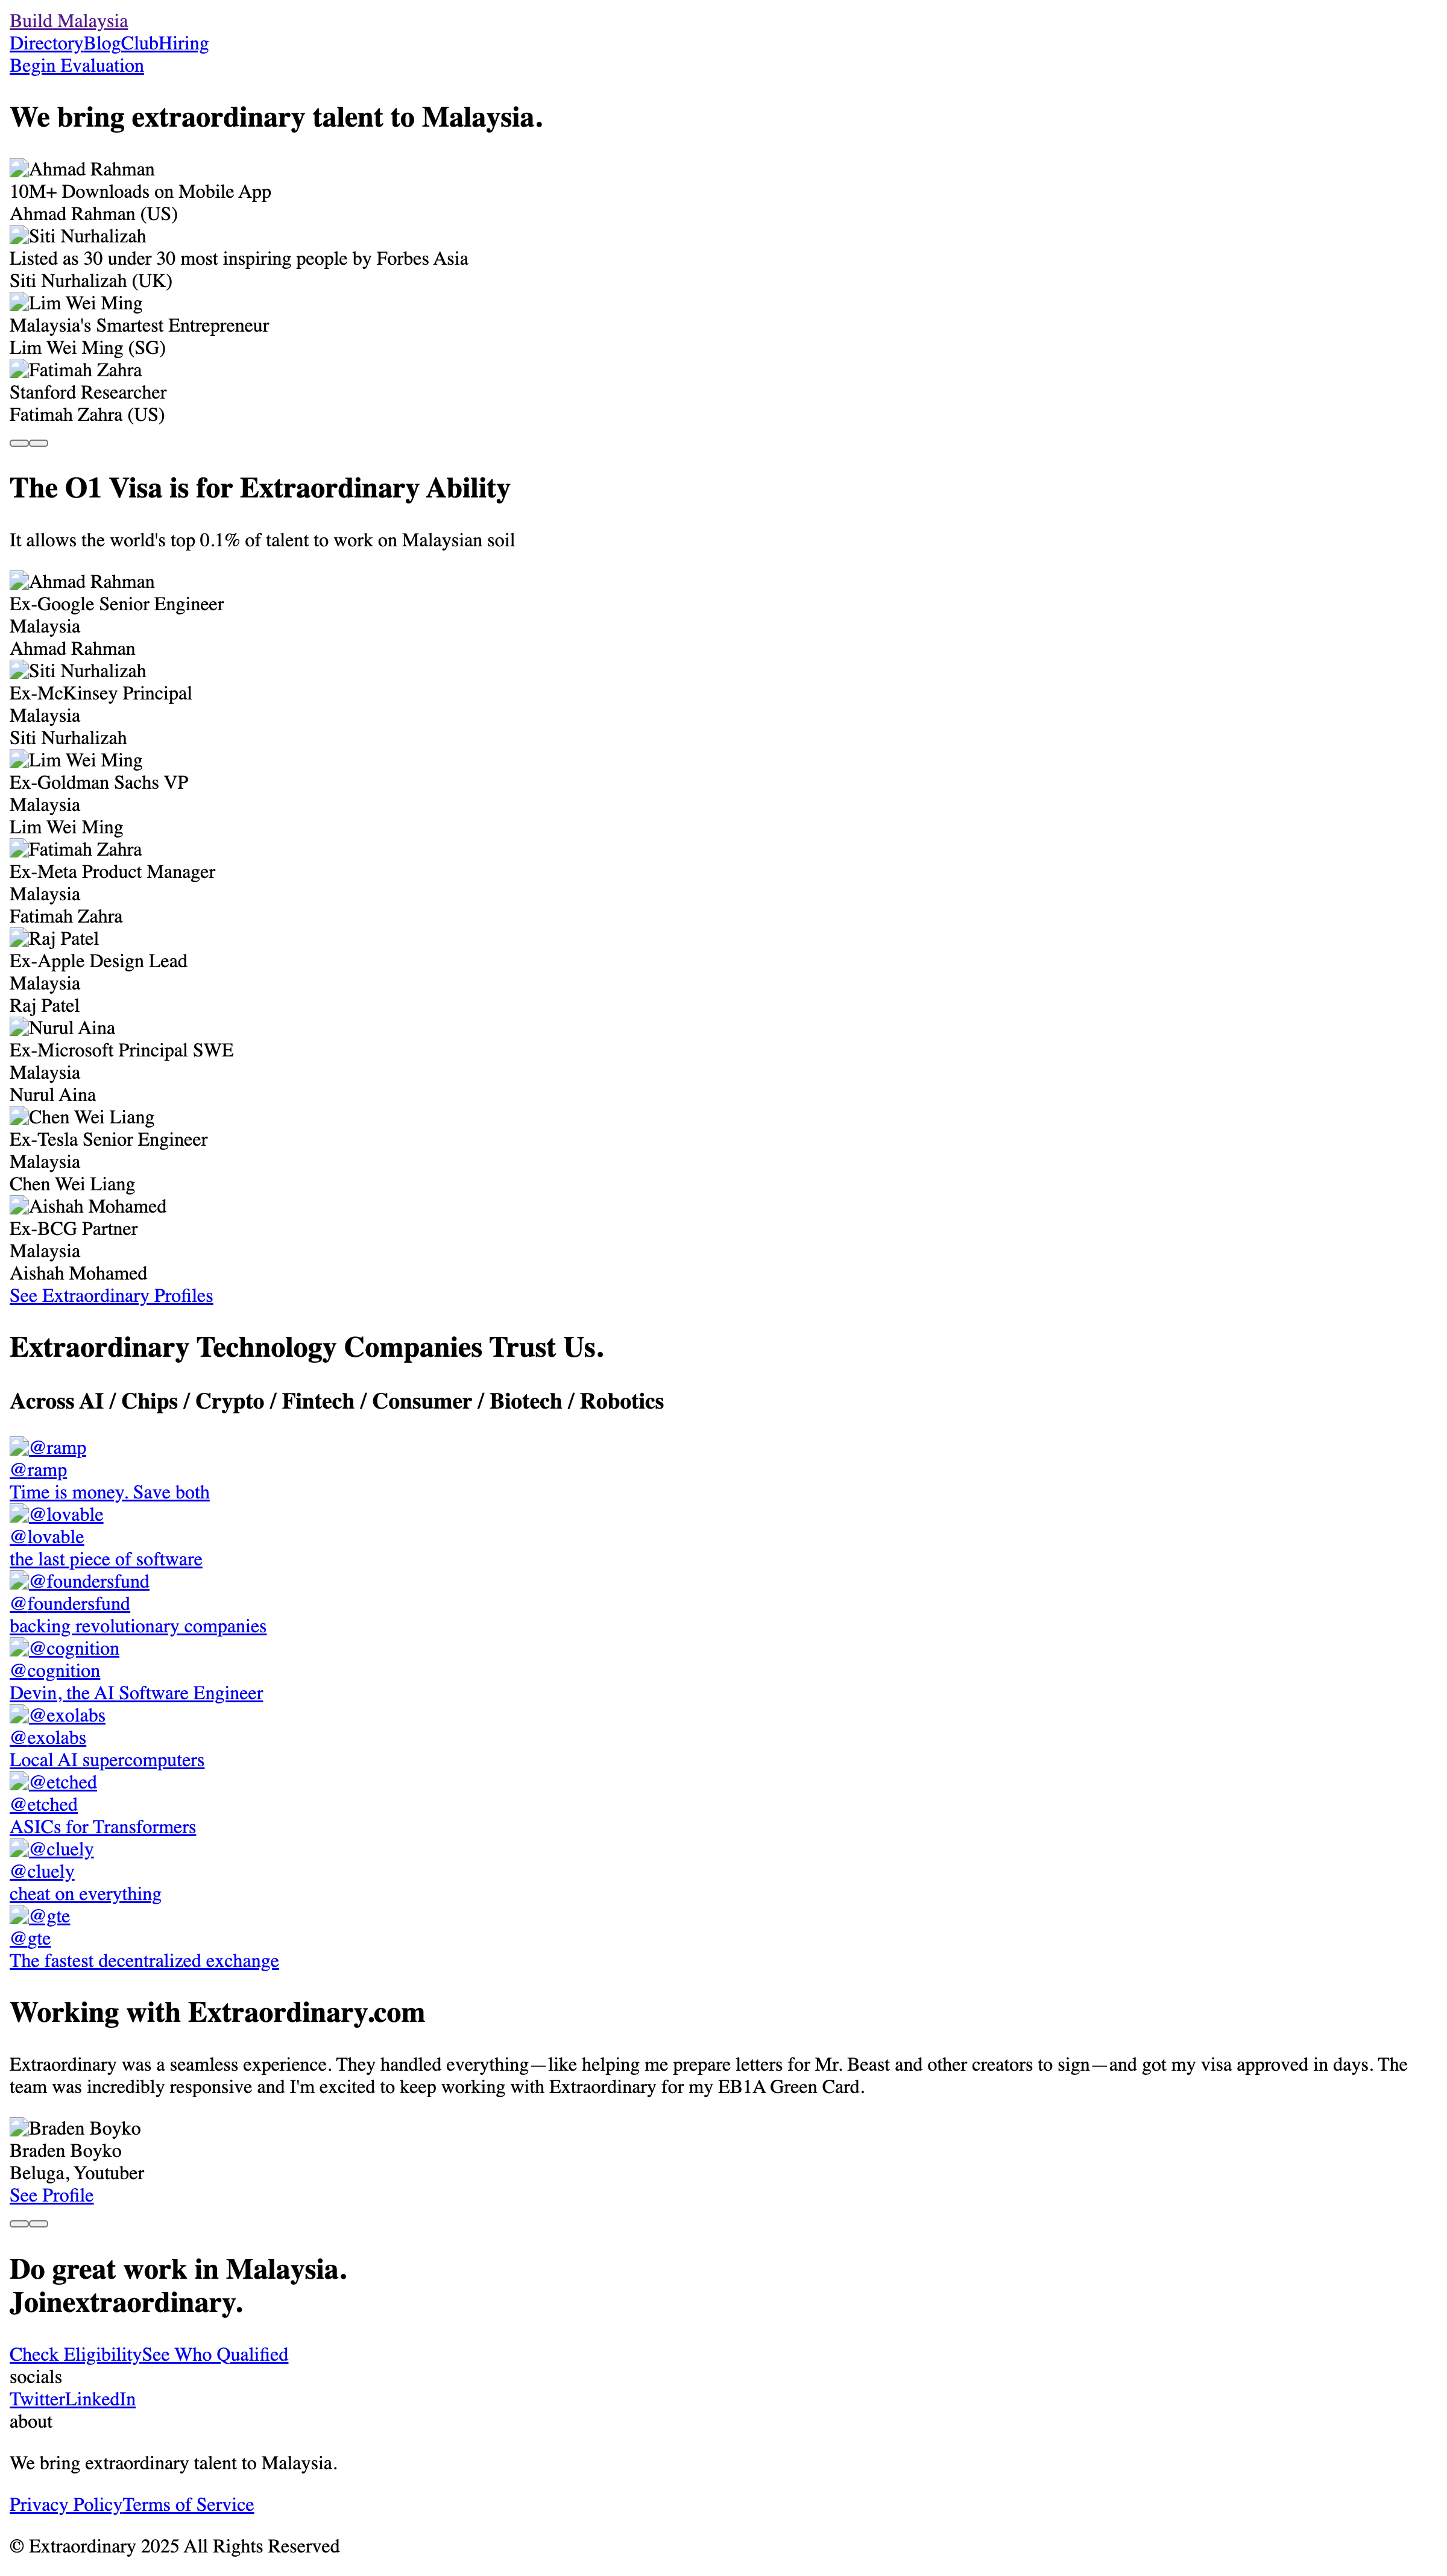 Build Malaysia
DirectoryBlogClubHiring
Begin Evaluation
We bring extraordinary talent to Malaysia.
Ahmad Rahman
10M+ Downloads on Mobile App
Ahmad Rahman (US)
Siti Nurhalizah
Listed as 30 under 30 most inspiring people by Forbes Asia
Siti Nurhalizah (UK)
Lim Wei Ming
Malaysia's Smartest Entrepreneur
Lim Wei Ming (SG)
Fatimah Zahra
Stanford Researcher
Fatimah Zahra (US)
The O1 Visa is for Extraordinary Ability
It allows the world's top 0.1% of talent to work on Malaysian soil
Ahmad Rahman
Ex-Google Senior Engineer
Malaysia
Ahmad Rahman
Siti Nurhalizah
Ex-McKinsey Principal
Malaysia
Siti Nurhalizah
Lim Wei Ming
Ex-Goldman Sachs VP
Malaysia
Lim Wei Ming
Fatimah Zahra
Ex-Meta Product Manager
Malaysia
Fatimah Zahra
Raj Patel
Ex-Apple Design Lead
Malaysia
Raj Patel
Nurul Aina
Ex-Microsoft Principal SWE
Malaysia
Nurul Aina
Chen Wei Liang
Ex-Tesla Senior Engineer
Malaysia
Chen Wei Liang
Aishah Mohamed
Ex-BCG Partner
Malaysia
Aishah Mohamed
See Extraordinary Profiles
Extraordinary Technology Companies Trust Us.
Across AI / Chips / Crypto / Fintech / Consumer / Biotech / Robotics
@ramp
@ramp
Time is money. Save both
@lovable
@lovable
the last piece of software
@foundersfund
@foundersfund
backing revolutionary companies
@cognition
@cognition
Devin, the AI Software Engineer
@exolabs
@exolabs
Local AI supercomputers
@etched
@etched
ASICs for Transformers
@cluely
@cluely
cheat on everything
@gte
@gte
The fastest decentralized exchange
Working with Extraordinary.com
Extraordinary was a seamless experience. They handled everything—like helping me prepare letters for Mr. Beast and other creators to sign—and got my visa approved in days. The
team was incredibly responsive and I'm excited to keep working with Extraordinary for my EB1A Green Card.
Braden Boyko
Braden Boyko
Beluga, Youtuber
See Profile
Do great work in Malaysia.
Joinextraordinary.
Check EligibilitySee Who Qualified
socials
TwitterLinkedIn
about
We bring extraordinary talent to Malaysia.
Privacy PolicyTerms of Service
© Extraordinary 2025 All Rights Reserved